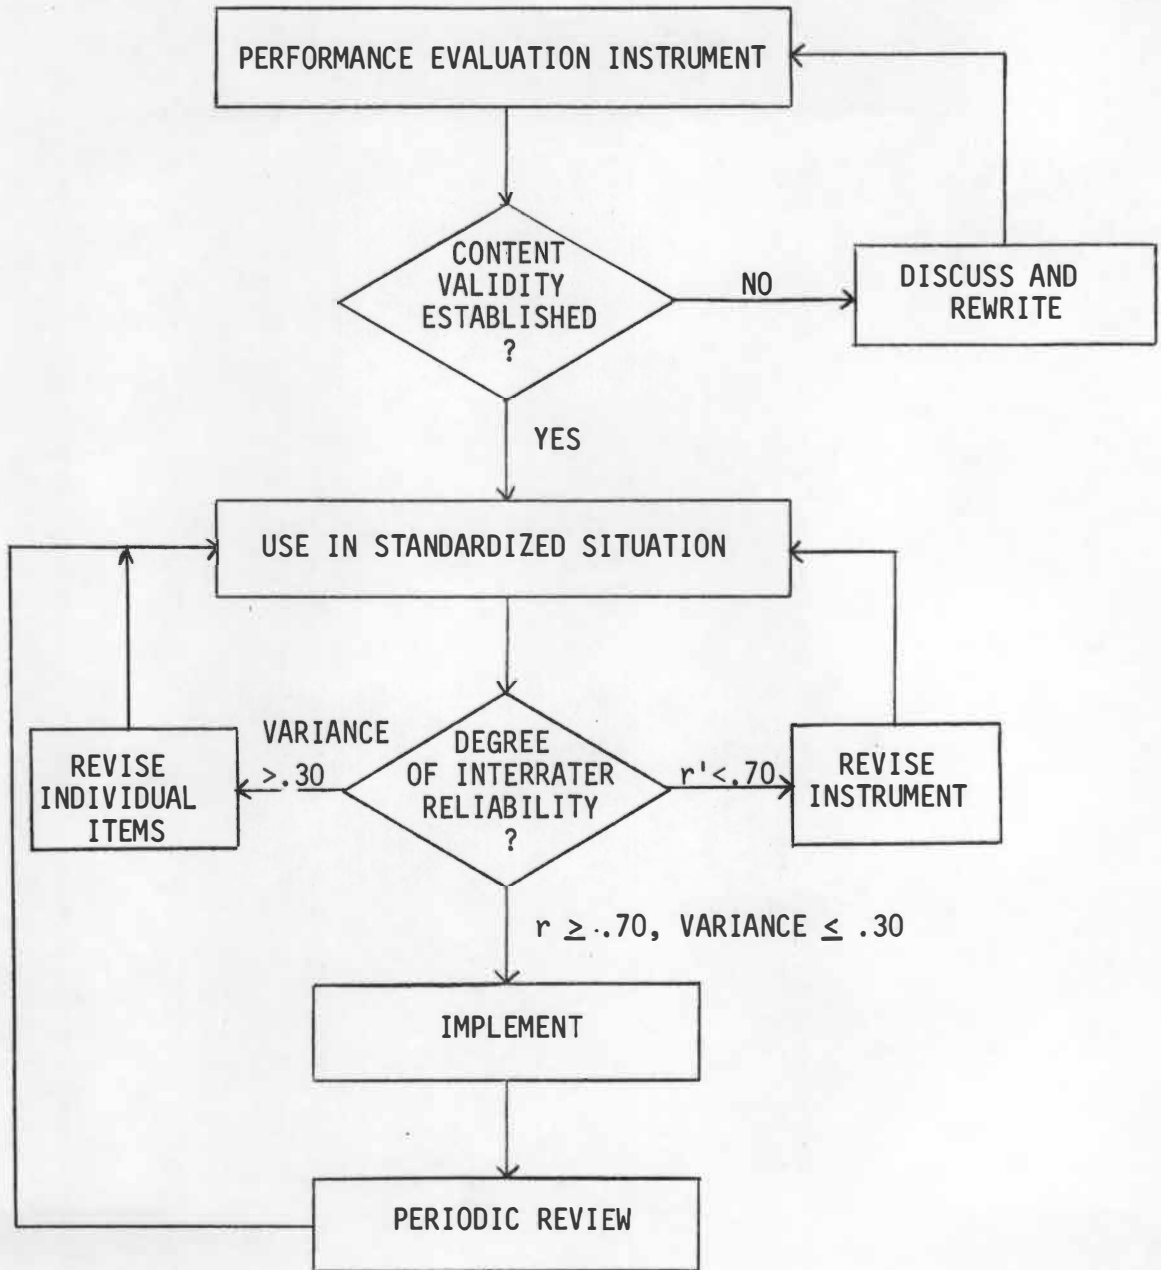 PERFORMANCE EVALUATION INSTRUMENT
CONTENT
VALIDITY
ESTABLISHED
?
NO
DISCUSS AND
REWRITE
YES
USE IN STANDARDIZED SITUATION
VARIANCE
>.30
REVISE
INDIVIDUAL
ITEMS
DEGREE
OF INTERRATER
RELIABILITY
?
r'<.70
REVISE
INSTRUMENT
r ≥ .70, VARIANCE ≤ .30
IMPLEMENT
PERIODIC REVIEW